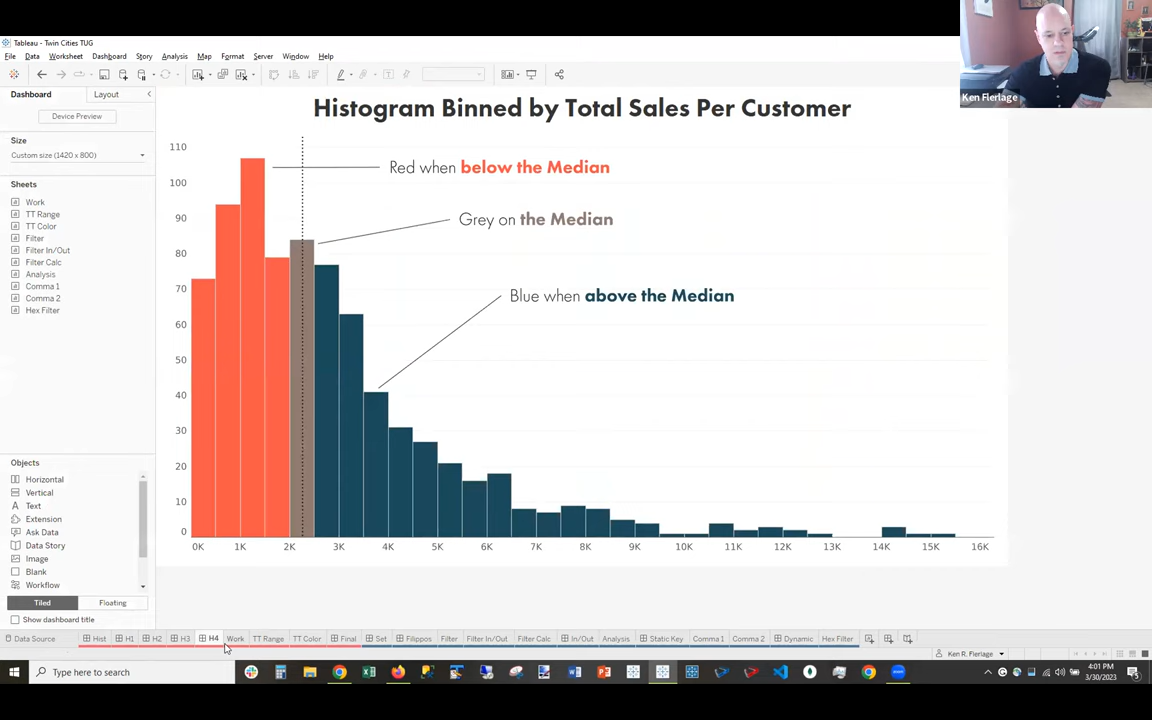 Tableau - Twin Cities TUG
File Data Worksheet Dashboard Story Analysis Map Format Server Window Help
Dashboard Layout
Device Preview
Size
Custom size (1420 x 800)
Sheets
Work
TT Range
TT Color
Filter
Filter In/Out
Filter Calc
Analysis
Comma 1
Comma 2
Hex Filter
Objects
Horizontal
Vertical
Text
Extension
Ask Data
Data Story
Image
Blank
Workflow
Tiled Floating
Show dashboard title
Histogram Binned by Total Sales Per Customer
110
100
90
80
70
60
50
40
30
20
10
0
0K 1K 2K 3K 4K 5K 6K 7K 8K 9K 10K 11K 12K 13K 14K 15K 16K
Red when below the Median
Grey on the Median
Blue when above the Median
Ken Flerlage
Data Source Hist H1 H2 H3 H4 Work TT Range TT Color Final Set Filippos Filter Filter In/Out Filter Calc In/Out Analysis Static Key Comma 1 Comma 2 Dynamic Hex Filter
Ken R. Flerlage
Type here to search
4:01 PM
3/30/2023